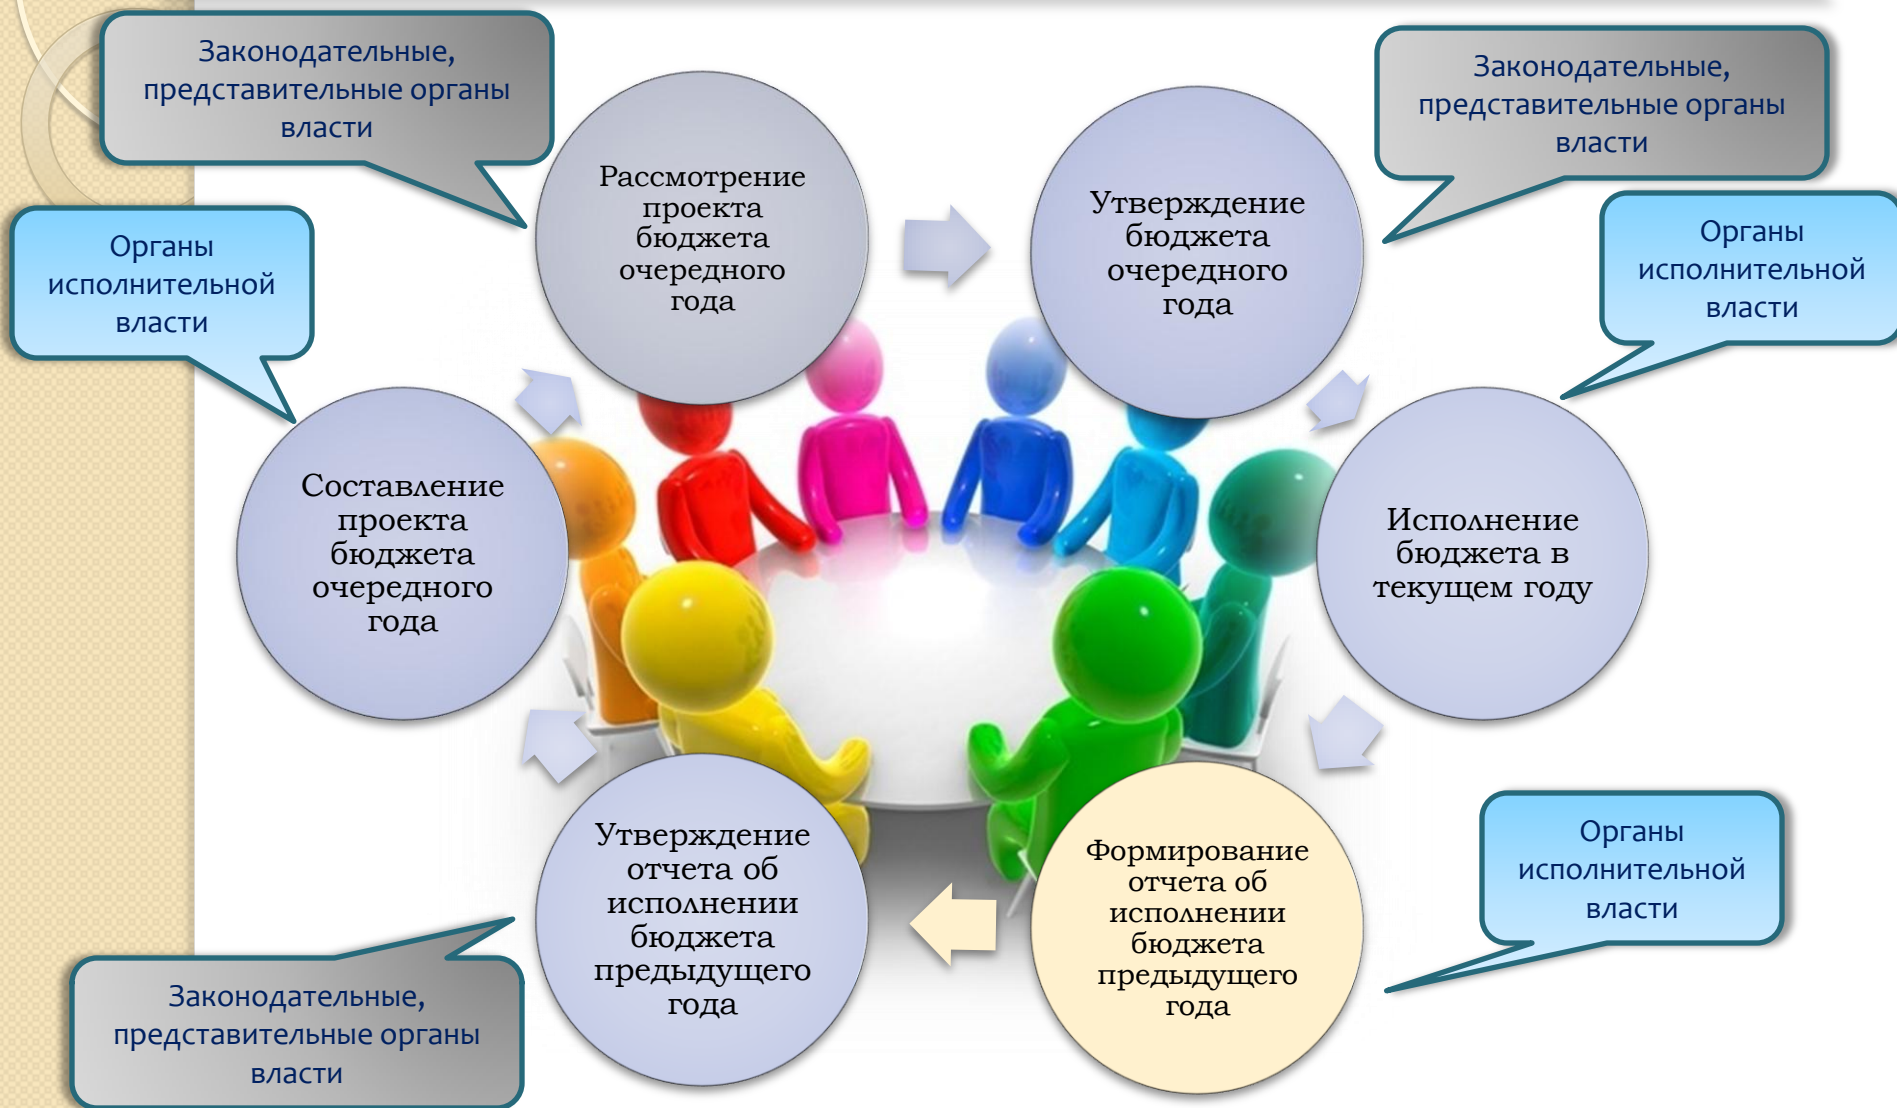 Законодательные,
представительные органы
власти
Законодательные,
представительные органы
власти
Рассмотрение
проекта
бюджета
очередного
года
Утверждение
бюджета
очередного
года
Органы
исполнительной
власти
Органы
исполнительной
власти
Составление
проекта
бюджета
очередного
года
Исполнение
бюджета в
текущем году
Утверждение
отчета об
исполнении
бюджета
предыдущего
года
Формирование
отчета об
исполнении
бюджета
предыдущего
года
Органы
исполнительной
власти
Законодательные,
представительные органы
власти